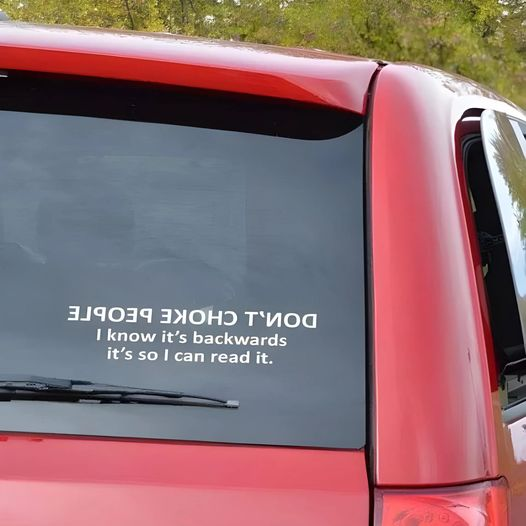 DON'T CHOKE PEOPLE
I know it's backwards
it's so I can read it.